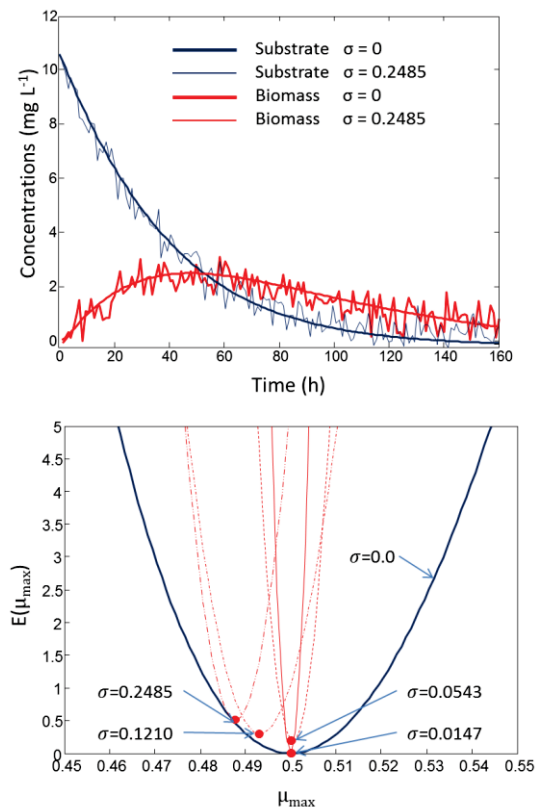 12
10
8
6
4
2
0
Concentrations (mg L-1)
Substrate σ = 0
Substrate σ = 0.2485
Biomass σ = 0
Biomass σ = 0.2485
0 20 40 60 80 100 120 140 160
Time (h)
5
4.5
4
3.5
3
2.5
2
1.5
1
0.5
0
E(μmax)
σ=0.0
σ=0.2485
σ=0.0543
σ=0.1210
σ=0.0147
0.45 0.46 0.47 0.48 0.49 0.5 0.51 0.52 0.53 0.54 0.55
μmax